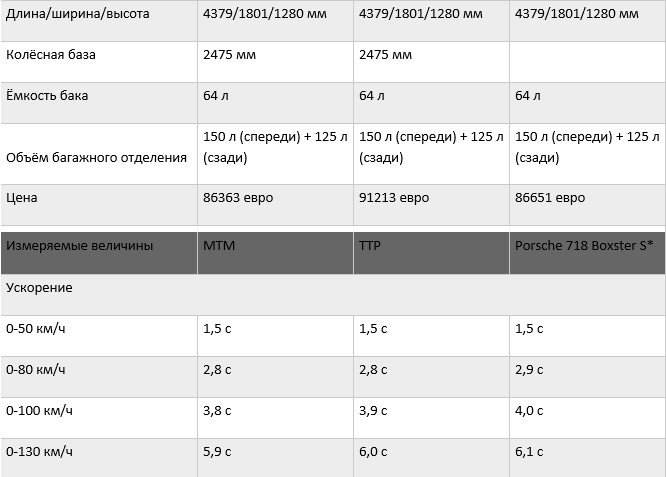 Длина/ширина/высота 4379/1801/1280 мм 4379/1801/1280 мм 4379/1801/1280 мм
Колёсная база 2475 мм 2475 мм
Ёмкость бака 64 л 64 л 64 л
Объём багажного отделения 150 л (спереди) + 125 л (сзади) 150 л (спереди) + 125 л (сзади) 150 л (спереди) + 125 л (сзади)
Цена 86363 евро 91213 евро 86651 евро
Измеряемые величины MTM TTP Porsche 718 Boxster S*
Ускорение
0-50 км/ч 1,5 с 1,5 с 1,5 с
0-80 км/ч 2,8 с 2,8 с 2,9 с
0-100 км/ч 3,8 с 3,9 с 4,0 с
0-130 км/ч 5,9 с 6,0 с 6,1 с